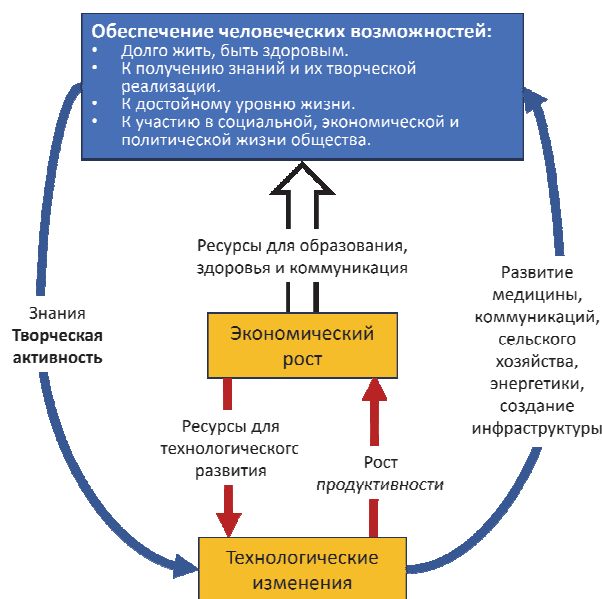 Обеспечение человеческих возможностей:
• Долго жить, быть здоровым.
• К получению знаний и их творческой
реализации.
• К достойному уровню жизни.
• К участию в социальной, экономической и
политической жизни общества.
Ресурсы для образования,
здоровья и коммуникация
Знания
Творческая
активность
Развитие
медицины,
коммуникаций,
сельского
хозяйства,
энергетики,
создание
инфраструктуры
Экономический
рост
Ресурсы для
технологическогс
развития
Рост
продуктивности
Технологические
изменения